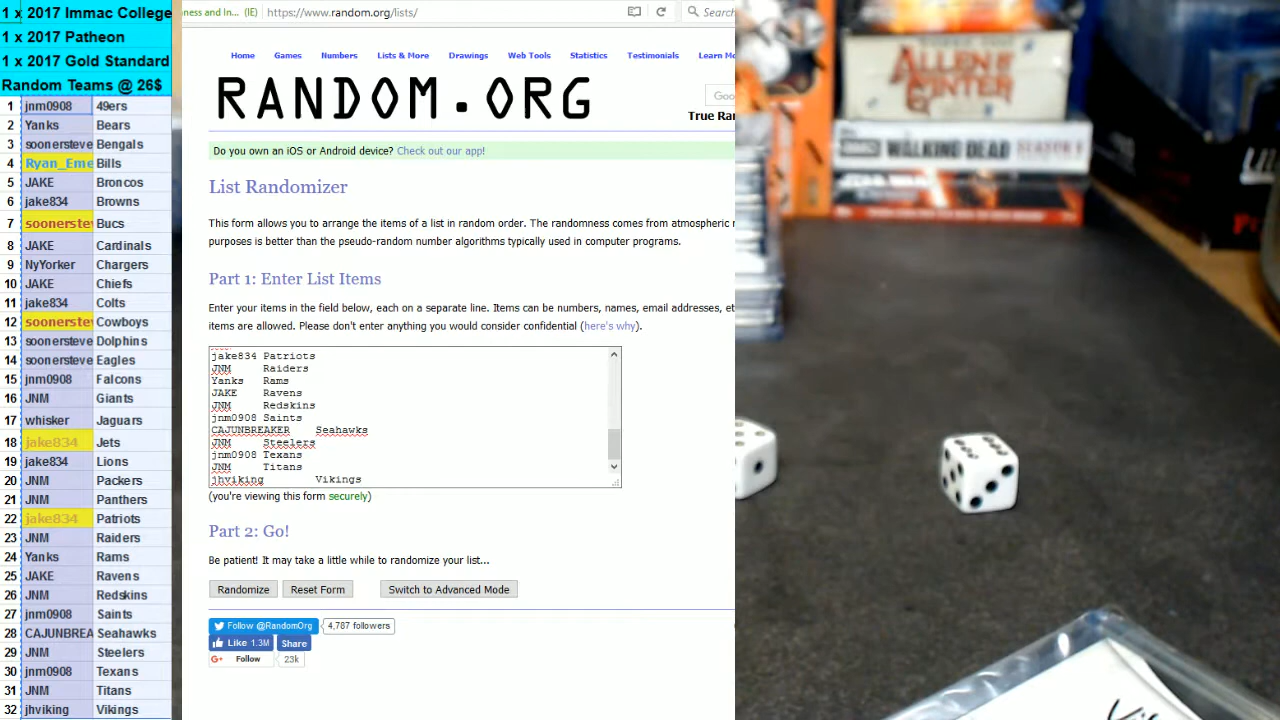 1 x 2017 Immac College
1 x 2017 Patheon
1 x 2017 Gold Standard
Random Teams @ 26$
1 jnm0908 49ers
2 Yanks Bears
3 soonersteve Bengals
4 Ryan_Eme Bills
5 JAKE Broncos
6 jake834 Browns
7 soonerste Bucs
8 JAKE Cardinals
9 NyYorker Chargers
10 JAKE Chiefs
11 jake834 Colts
12 soonerste Cowboys
13 soonersteve Dolphins
14 soonersteve Eagles
15 jnm0908 Falcons
16 JNM Giants
17 whisker Jaguars
18 jake834 Jets
19 jake834 Lions
20 JNM Packers
21 JNM Panthers
22 jake834 Patriots
23 JNM Raiders
24 Yanks Rams
25 JAKE Ravens
26 JNM Redskins
27 jnm0908 Saints
28 CAJUNBREA Seahawks
29 JNM Steelers
30 jnm0908 Texans
31 JNM Titans
32 jhviking Vikings
ness and In... (IE) https://www.random.org/lists/ Search
Home Games Numbers Lists & More Drawings Web Tools Statistics Testimonials Learn Mo
RANDOM.ORG
Goo
True Ran
Do you own an iOS or Android device? Check out our app!
List Randomizer
This form allows you to arrange the items of a list in random order. The randomness comes from atmospheric n
purposes is better than the pseudo-random number algorithms typically used in computer programs.
Part 1: Enter List Items
Enter your items in the field below, each on a separate line. Items can be numbers, names, email addresses, etc
items are allowed. Please don't enter anything you would consider confidential (here's why).
jake834 Patriots
JNM Raiders
Yanks Rams
JAKE Ravens
JNM Redskins
jnm0908 Saints
CAJUNBREAKER Seahawks
JNM Steelers
jnm0908 Texans
JNM Titans
jhviking Vikings
(you're viewing this form securely)
Part 2: Go!
Be patient! It may take a little while to randomize your list...
Randomize Reset Form Switch to Advanced Mode
Follow @RandomOrg 4,787 followers
Like 1.3M Share
G+ Follow 23k
ALLEN &
GINTER
WALKING DEAD